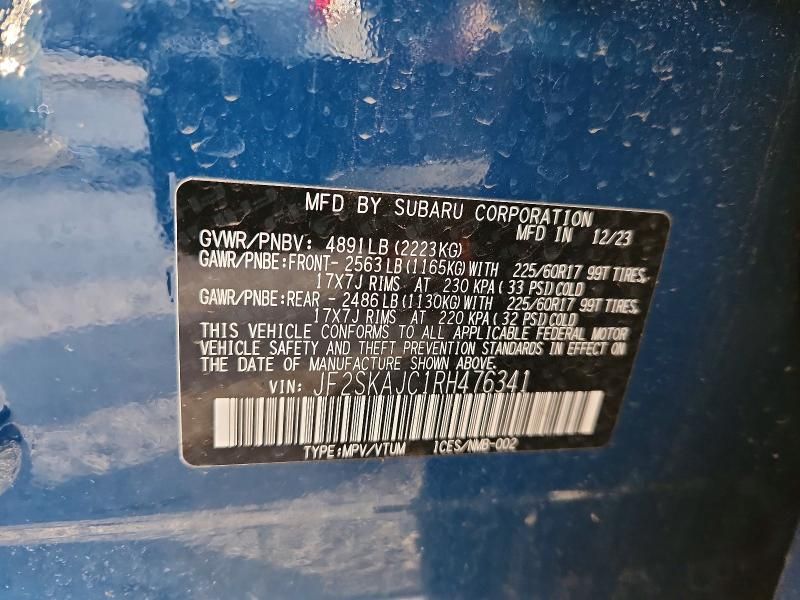 MFD BY SUBARU CORPORATION
MFD IN 12/23
GVWR/PNBV: 4891LB (2223KG)
GAWR/PNBE:FRONT- 2563 LB (1165KG) WITH 225/60R17 99T TIRES,
17X7J RIMS AT 230 KPA ( 33 PSI) COLD
GAWR/PNBE:REAR - 2486 LB (1130KG) WITH 225/60R17 99T TIRES,
17X7J RIMS AT 220 KPA ( 32 PSI) COLD
THIS VEHICLE CONFORMS TO ALL APPLICABLE FEDERAL MOTOR
VEHICLE SAFETY AND THEFT PREVENTION STANDARDS IN EFFECT ON
THE DATE OF MANUFACTURE SHOWN ABOVE.
VIN: JF2SKAJC1RH476341
TYPE:MPV/VTUM ICES/NMB-002